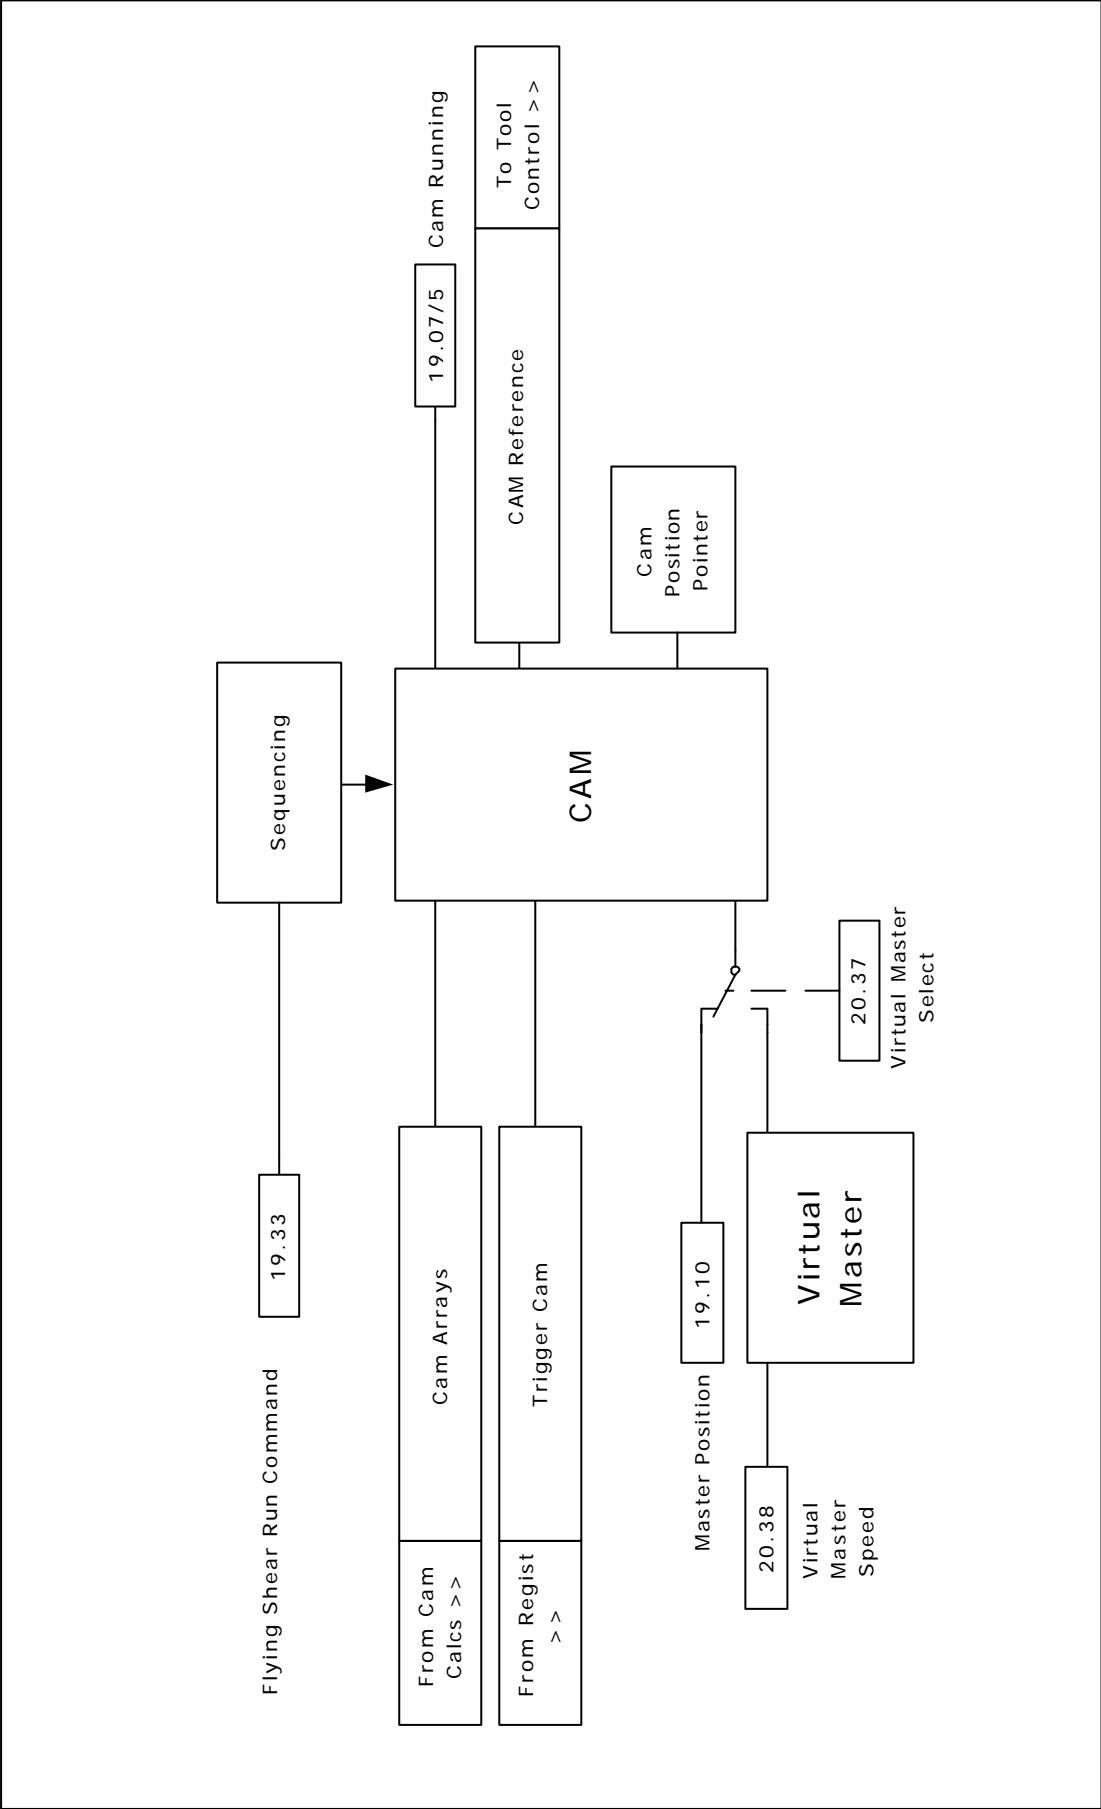 Flying Shear Run Command
19.33
Sequencing
From Cam
Calcs >>
Cam Arrays
From Regist
>>
Trigger Cam
CAM
19.07/5
Cam Running
CAM Reference
To Tool
Control >>
Cam
Position
Pointer
Master Position
19.10
20.38
Virtual
Master
Speed
Virtual
Master
20.37
Virtual Master
Select